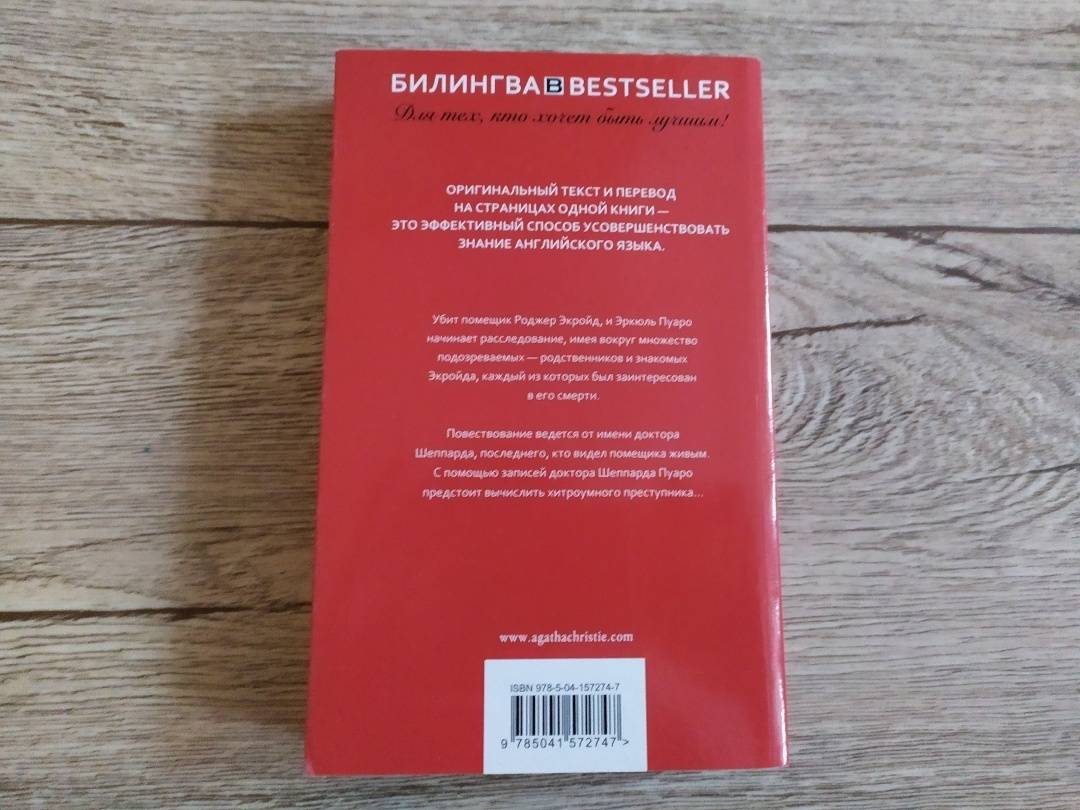 БИЛИНГВА B BESTSELLER
Для тех, кто хочет быть лучшим!
ОРИГИНАЛЬНЫЙ ТЕКСТ И ПЕРЕВОД
НА СТРАНИЦАХ ОДНОЙ КНИГИ —
ЭТО ЭФФЕКТИВНЫЙ СПОСОБ УСОВЕРШЕНСТВОВАТЬ
ЗНАНИЕ АНГЛИЙСКОГО ЯЗЫКА.
Убит помещик Роджер Экройд, и Эркюль Пуаро
начинает расследование, имея вокруг множество
подозреваемых — родственников и знакомых
Экройда, каждый из которых был заинтересован
в его смерти.
Повествование ведется от имени доктора
Шеппарда, последнего, кто видел помещика живым.
С помощью записей доктора Шеппарда Пуаро
предстоит вычислить хитроумного преступника...
www.agathachristie.com
ISBN 978-5-04-157274-7
9 785041 572747 >